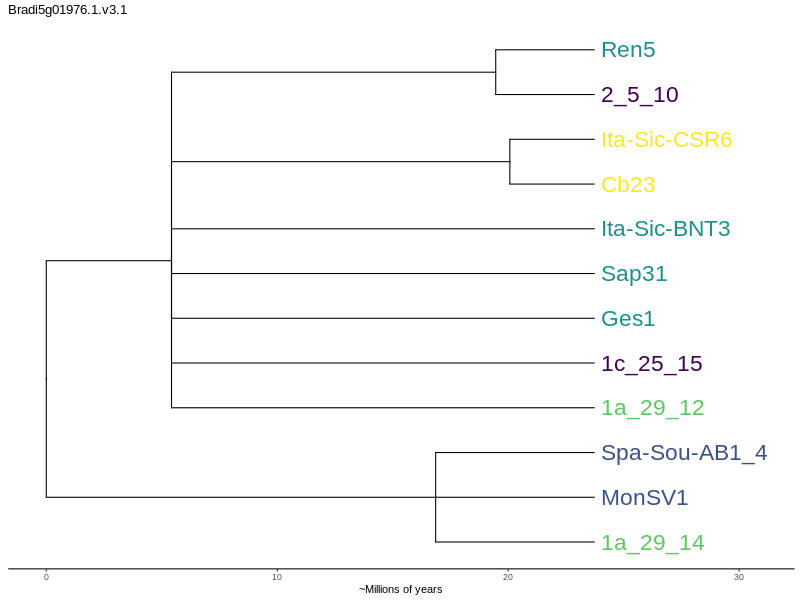 Bradi5g01976.1.v3.1
Ren5
2_5_10
Ita-Sic-CSR6
Cb23
Ita-Sic-BNT3
Sap31
Ges1
1c_25_15
1a_29_12
Spa-Sou-AB1_4
MonSV1
1a_29_14
0 10 20 30
~Millions of years